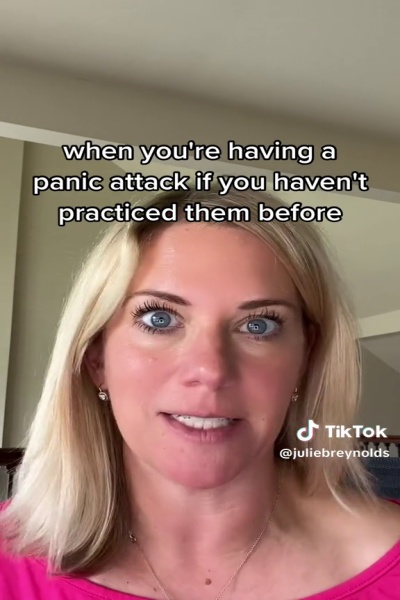 when you're having a
panic attack if you haven't
practiced them before
TikTok
@juliebreynolds